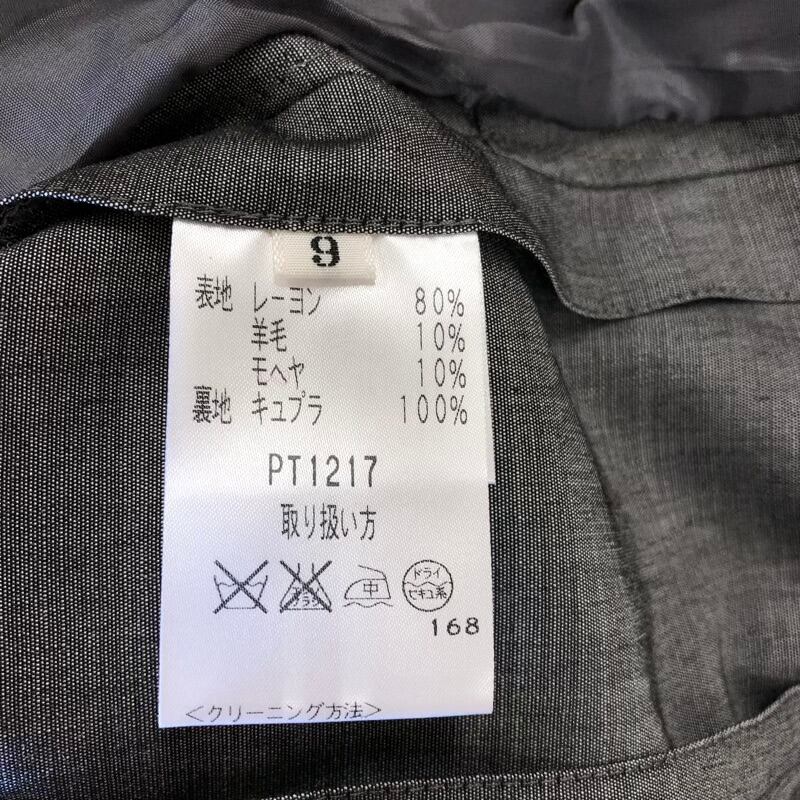 9
表地 レーヨン 80%
羊毛 10%
モヘヤ 10%
裏地 キュプラ 100%
PT1217
取り扱い方
中 ドライ セキユ系
168
<クリーニング方法>